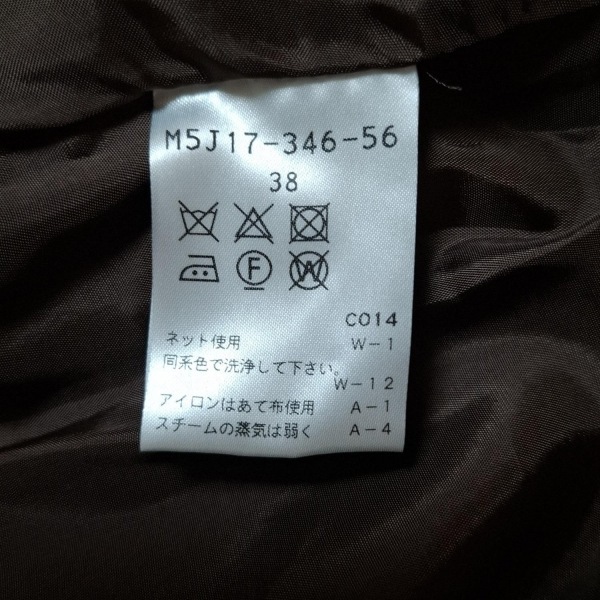 M5J17-346-56
38
F W
C014
ネット使用 W-1
同系色で洗浄して下さい。
W-12
アイロンはあて布使用 A-1
スチームの蒸気は弱く A-4